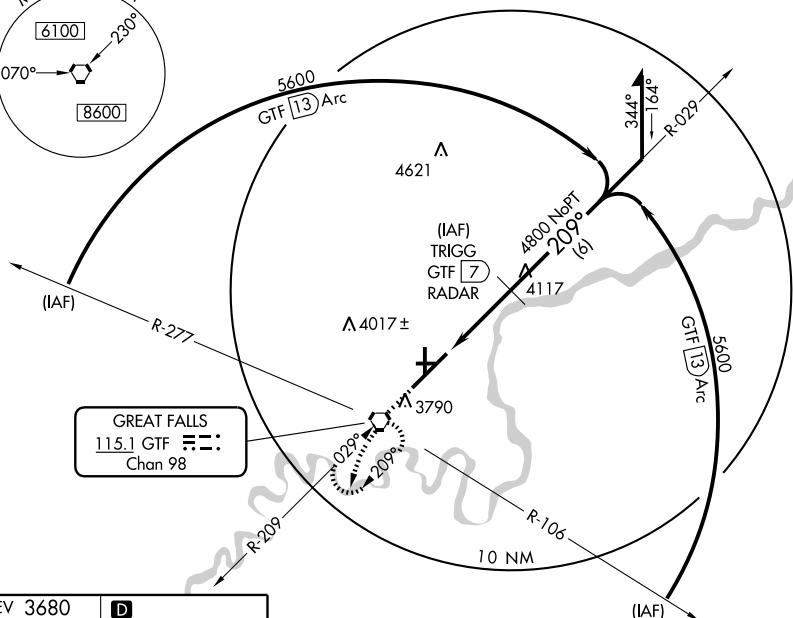 6100
230°
070°
8600
5600
GTF 13 Arc
344°
164°
R-029
4621
4800 NoPT
209°
(6)
(IAF)
TRIGG
GTF 7
RADAR
4117
(IAF)
R-277
4017±
5600
GTF 13 Arc
3790
GREAT FALLS
115.1 GTF
Chan 98
029°
209°
R-209
R-106
10 NM
(IAF)
EV 3680
D